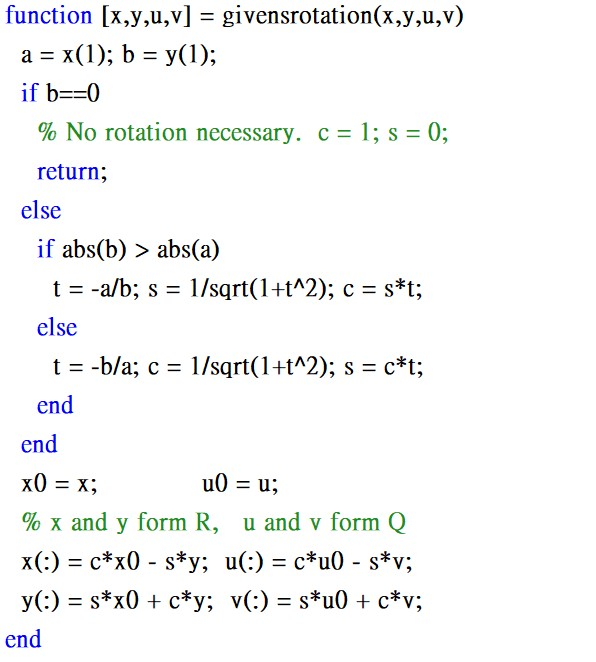 function [x,y,u,v] = givensrotation(x,y,u,v)
a = x(1); b = y(1);
if b==0
% No rotation necessary. c = 1; s = 0;
return;
else
if abs(b) > abs(a)
t = -a/b; s = 1/sqrt(1+t^2); c = s*t;
else
t = -b/a; c = 1/sqrt(1+t^2); s = c*t;
end
end
x0 = x; u0 = u;
% x and y form R, u and v form Q
x(:) = c*x0 - s*y; u(:) = c*u0 - s*v;
y(:) = s*x0 + c*y; v(:) = s*u0 + c*v;
end